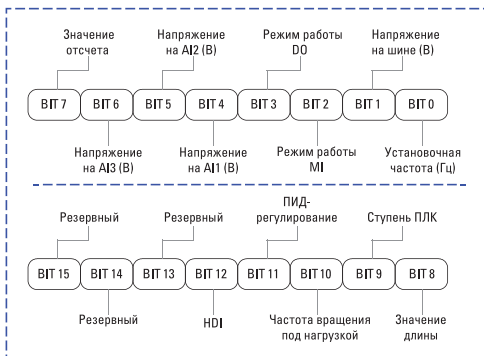 Значение
отсчета
Напряжение
на AI2 (В)
Режим работы
DO
Напряжение
на шине (В)
BIT 7
BIT 6
BIT 5
BIT 4
BIT 3
BIT 2
BIT 1
BIT 0
Напряжение
на AI3 (В)
Напряжение
на AI1 (В)
Режим работы
MI
Установочная
частота (Гц)
Резервный
Резервный
ПИД-
регулирование
Ступень ПЛК
BIT 15
BIT 14
BIT 13
BIT 12
BIT 11
BIT 10
BIT 9
BIT 8
Резервный
HDI
Частота вращения
под нагрузкой
Значение
длины